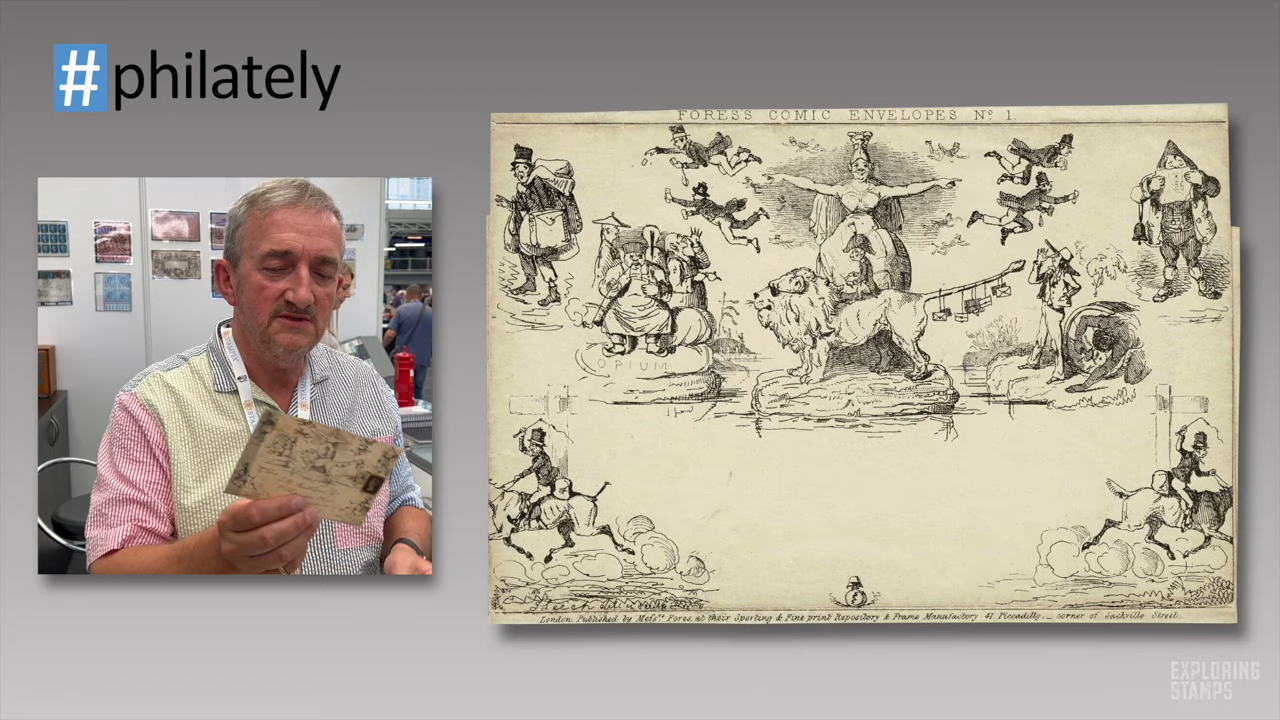 #philately
FORES'S COMIC ENVELOPES Nº 1.
OPIUM
London. Published by Mess.rs Fores, at their Sporting & Fine print Repository & Frame Manufactory 41 Piccadilly. _ corner of Sackville Street.
EXPLORING
STAMPS